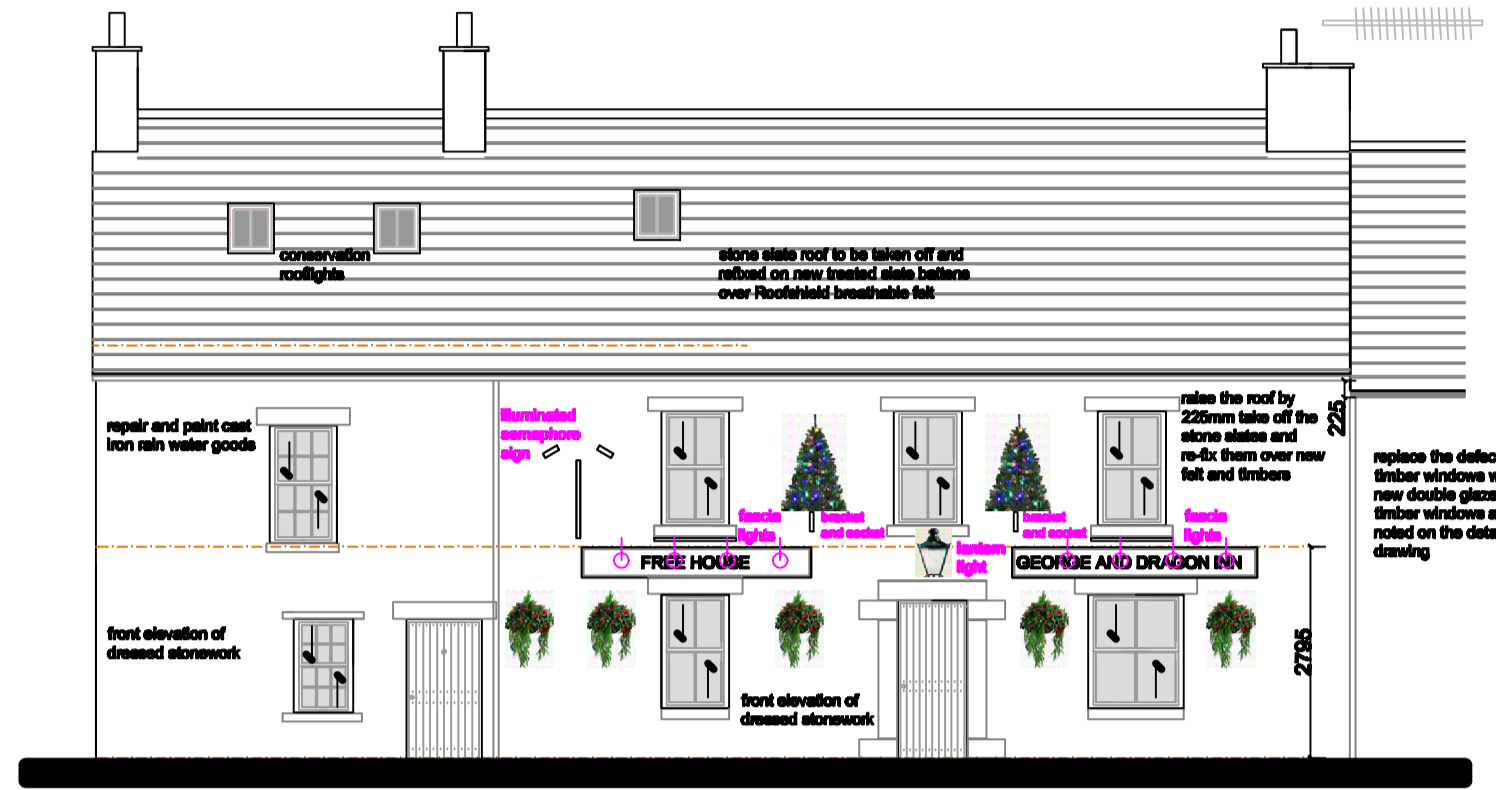 conservation
rooflights
stone slate roof to be taken off and
refixed on new treated slate battens
over Roofshield breathable felt
repair and paint cast
iron rain water goods
illuminated
semaphore
sign
raise the roof by
225mm take off the
stone slates and
re-fix them over new
felt and timbers
225
replace the defec
timber windows w
new double glaze
timber windows a
noted on the deta
drawing
fascia
lights
bracket
and socket
bracket
and socket
fascia
lights
lantern
light
FREE HOUSE
GEORGE AND DRAGON INN
front elevation of
dressed stonework
2795
front elevation of
dressed stonework